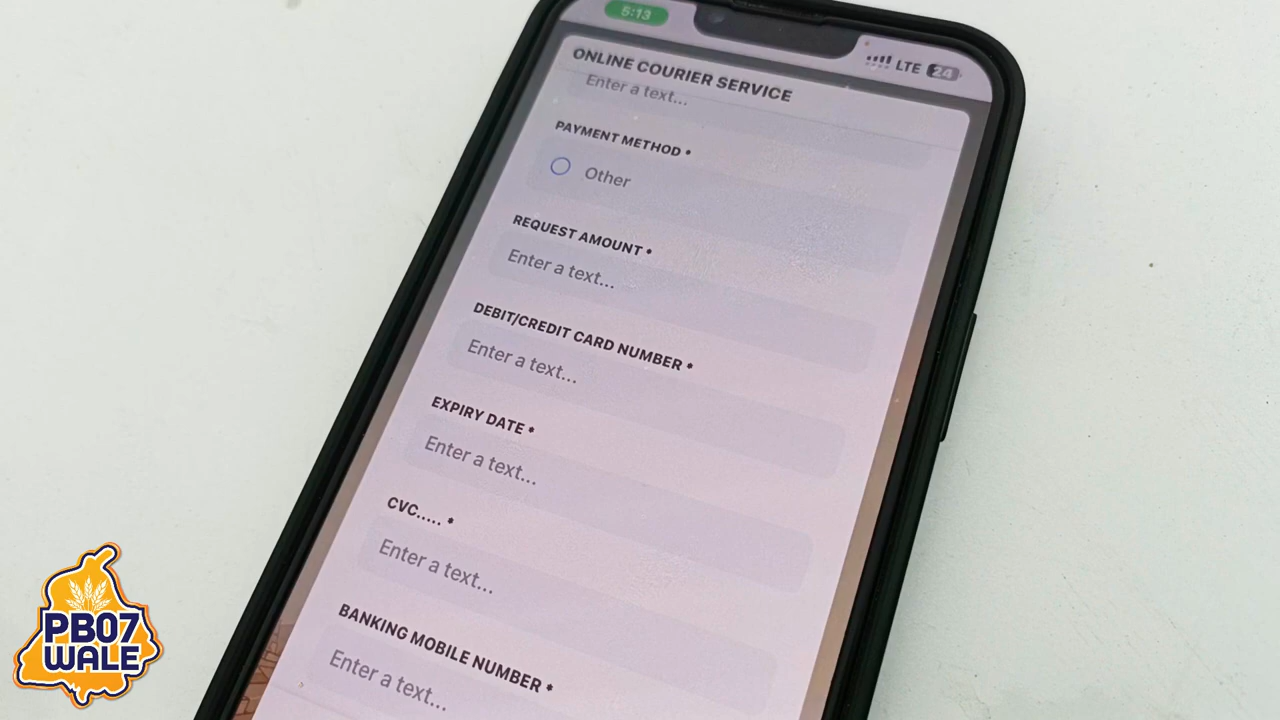 5:13
LTE 24
ONLINE COURIER SERVICE
Enter a text...
PAYMENT METHOD *
Other
REQUEST AMOUNT *
Enter a text...
DEBIT/CREDIT CARD NUMBER *
Enter a text...
EXPIRY DATE *
Enter a text...
CVC..... *
Enter a text...
BANKING MOBILE NUMBER *
Enter a text...
PB07
WALE